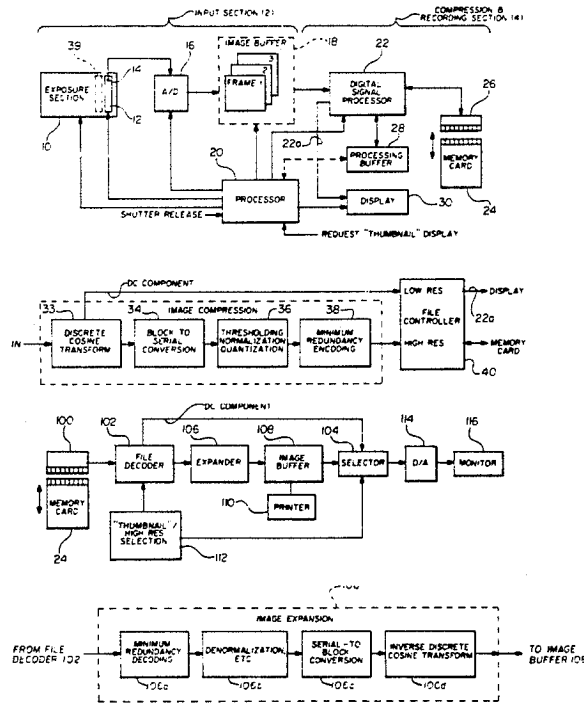 INPUT SECTION (2)
COMPRESSION &
RECORDING SECTION (4)
39
14
16
IMAGE BUFFER
18
22
EXPOSURE
SECTION
A/D
3
2
FRAME 1
DIGITAL
SIGNAL
PROCESSOR
26
10
12
20
22a
28
PROCESSING
BUFFER
MEMORY
CARD
PROCESSOR
DISPLAY
30
24
SHUTTER RELEASE
REQUEST "THUMBNAIL" DISPLAY
DC COMPONENT
33
34
IMAGE COMPRESSION
36
38
LOW RES
DISPLAY
22a
IN
DISCRETE
COSINE
TRANSFORM
BLOCK TO
SERIAL
CONVERSION
THRESHOLDING
NORMALIZATION
QUANTIZATION
MINIMUM
REDUNDANCY
ENCODING
FILE
CONTROLLER
HIGH RES
MEMORY
CARD
40
DC COMPONENT
100
102
106
108
104
114
116
FILE
DECODER
EXPANDER
IMAGE
BUFFER
SELECTOR
D/A
MONITOR
MEMORY
CARD
110
PRINTER
24
"THUMBNAIL"/
HIGH RES
SELECTION
112
IMAGE EXPANSION
FROM FILE
DECODER 102
MINIMUM
REDUNDANCY
DECODING
DENORMALIZATION,
ETC
SERIAL-TO
BLOCK
CONVERSION
INVERSE DISCRETE
COSINE TRANSFORM
TO IMAGE
BUFFER 108
106a
106b
106c
106d